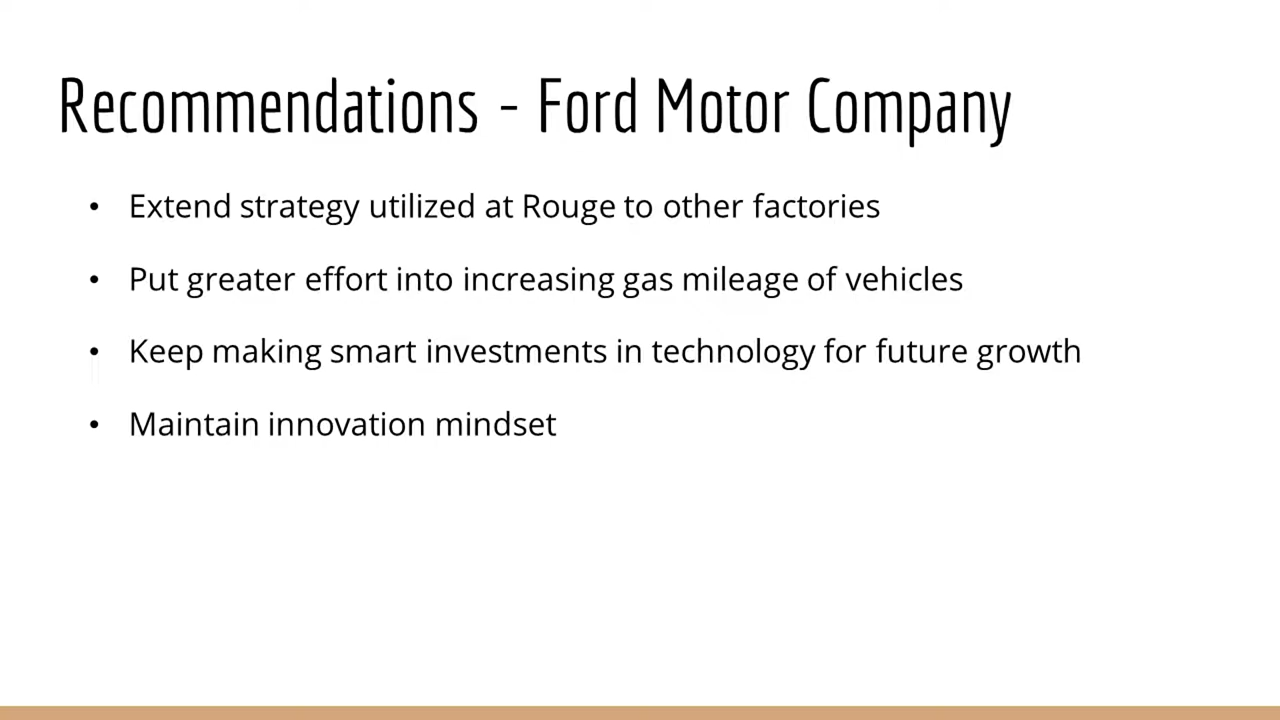 Recommendations - Ford Motor Company
• Extend strategy utilized at Rouge to other factories
• Put greater effort into increasing gas mileage of vehicles
• Keep making smart investments in technology for future growth
• Maintain innovation mindset